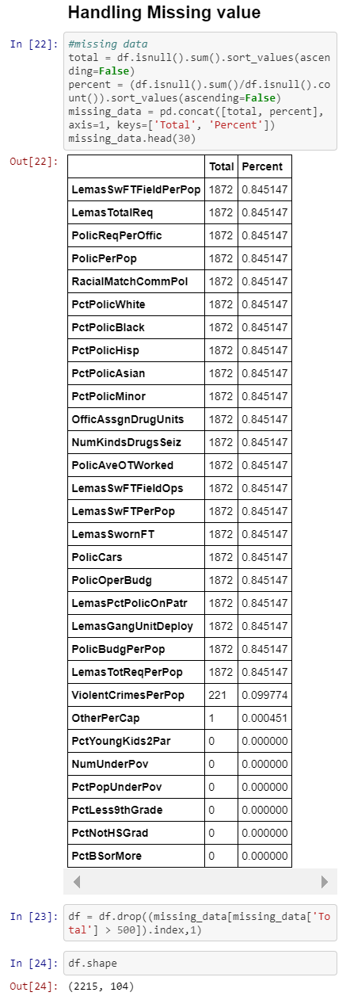 Handling Missing value
In [22]: #missing data
total = df.isnull().sum().sort_values(ascen
ding=False)
percent = (df.isnull().sum()/df.isnull().co
unt()).sort_values(ascending=False)
missing_data = pd.concat([total, percent],
axis=1, keys=['Total', 'Percent'])
missing_data.head(30)
Out[22]:
Total Percent
LemasSwFTFieldPerPop 1872 0.845147
LemasTotalReq 1872 0.845147
PolicReqPerOffic 1872 0.845147
PolicPerPop 1872 0.845147
RacialMatchCommPol 1872 0.845147
PctPolicWhite 1872 0.845147
PctPolicBlack 1872 0.845147
PctPolicHisp 1872 0.845147
PctPolicAsian 1872 0.845147
PctPolicMinor 1872 0.845147
OfficAssgnDrugUnits 1872 0.845147
NumKindsDrugsSeiz 1872 0.845147
PolicAveOTWorked 1872 0.845147
LemasSwFTFieldOps 1872 0.845147
LemasSwFTPerPop 1872 0.845147
LemasSwornFT 1872 0.845147
PolicCars 1872 0.845147
PolicOperBudg 1872 0.845147
LemasPctPolicOnPatr 1872 0.845147
LemasGangUnitDeploy 1872 0.845147
PolicBudgPerPop 1872 0.845147
LemasTotReqPerPop 1872 0.845147
ViolentCrimesPerPop 221 0.099774
OtherPerCap 1 0.000451
PctYoungKids2Par 0 0.000000
NumUnderPov 0 0.000000
PctPopUnderPov 0 0.000000
PctLess9thGrade 0 0.000000
PctNotHSGrad 0 0.000000
PctBSorMore 0 0.000000
In [23]: df = df.drop((missing_data[missing_data['To
tal'] > 500]).index,1)
In [24]: df.shape
Out[24]: (2215, 104)